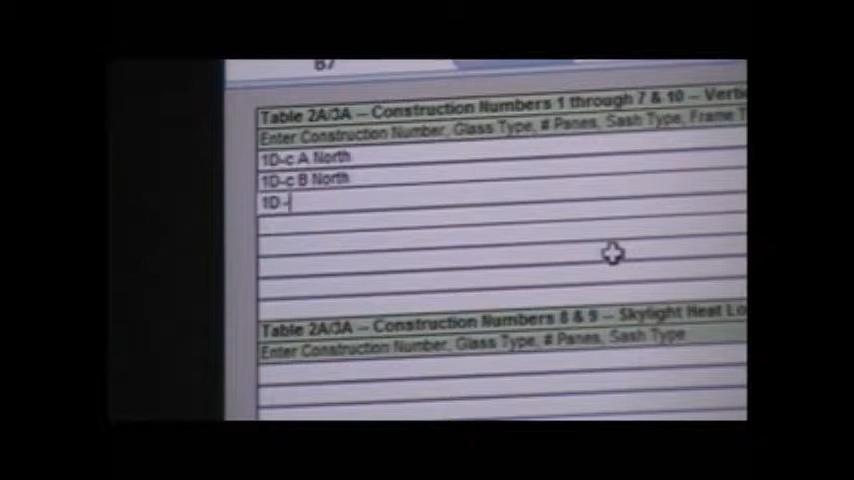 B7
Table 2A/3A -- Construction Numbers 1 through 7 & 10 -- Verti
Enter Construction Number, Glass Type, # Panes, Sash Type, Frame T
1D-c A North
1D-c B North
1D -
Table 2A/3A -- Construction Numbers 8 & 9 -- Skylight Heat Lo
Enter Construction Number, Glass Type, # Panes, Sash Type